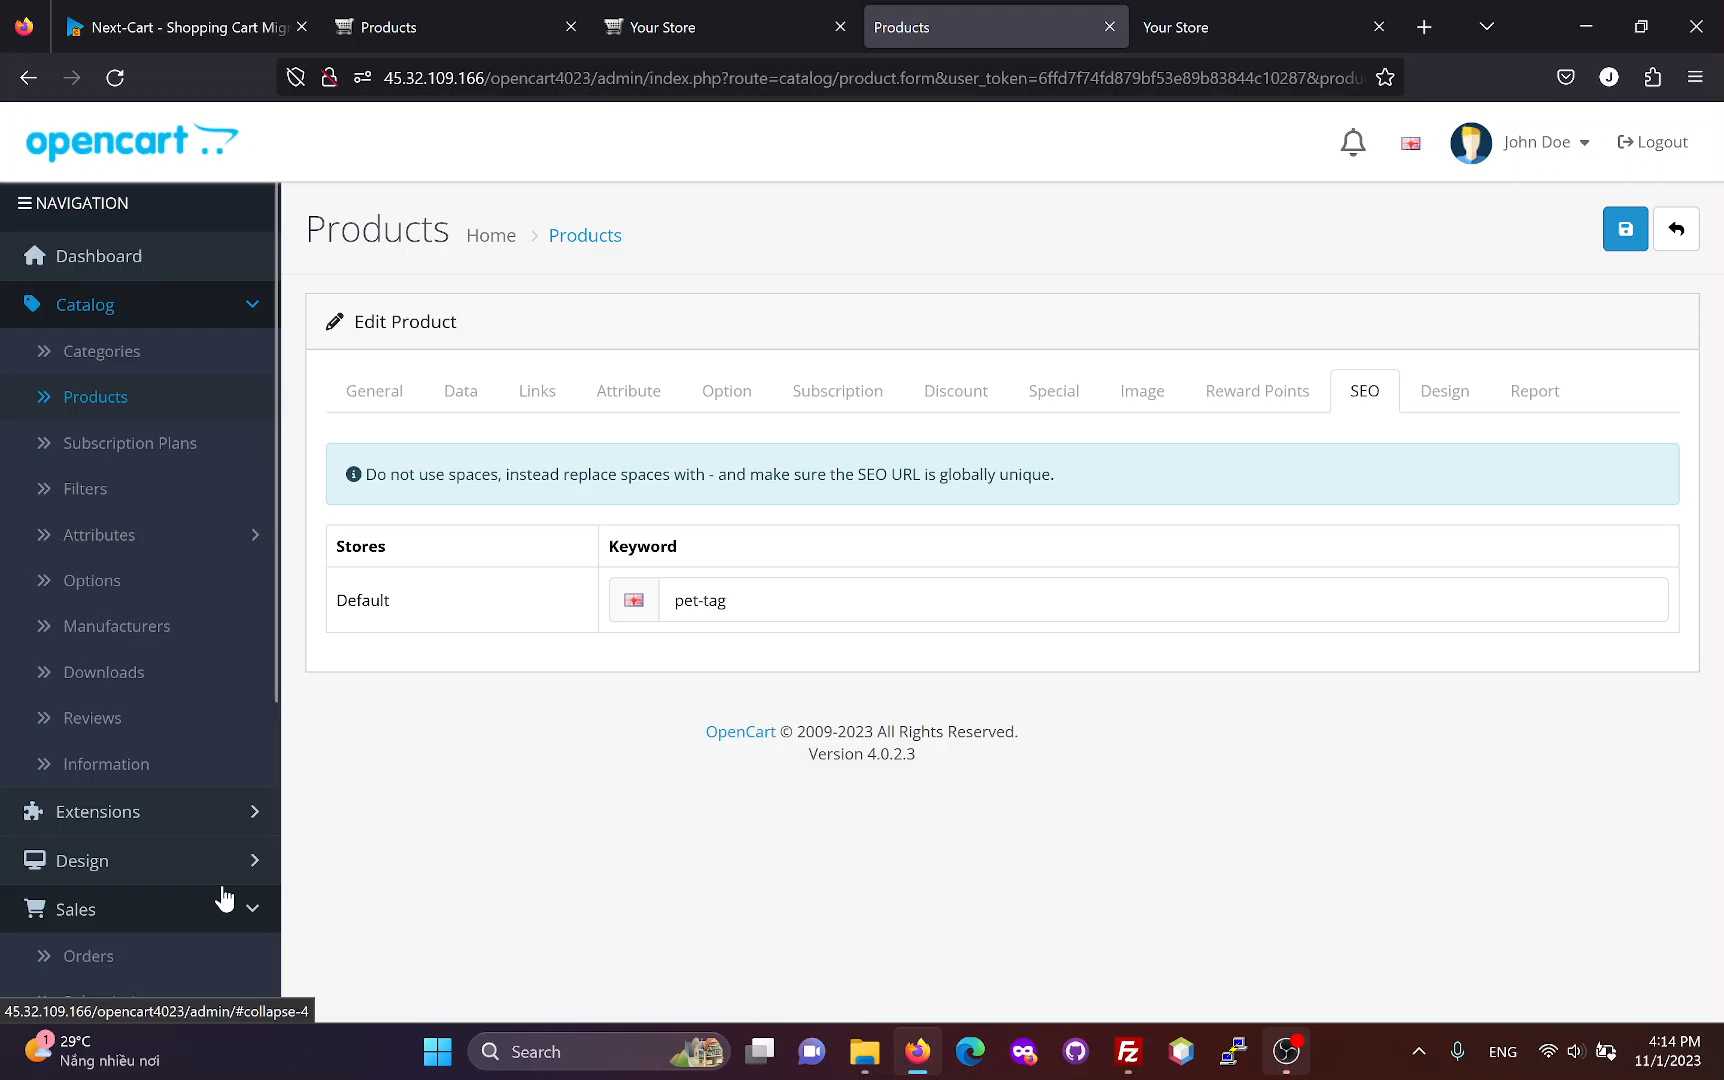 Next-Cart - Shopping Cart Mig
Products
Your Store
Products
Your Store
45.32.109.166/opencart4023/admin/index.php?route=catalog/product.form&user_token=6ffd7f74fd879bf53e89b83844c10287&produ
J
opencart
John Doe
Logout
NAVIGATION
Dashboard
Catalog
Categories
Products
Subscription Plans
Filters
Attributes
Options
Manufacturers
Downloads
Reviews
Information
Extensions
Design
Sales
Orders
Products
Home > Products
Edit Product
General
Data
Links
Attribute
Option
Subscription
Discount
Special
Image
Reward Points
SEO
Design
Report
Do not use spaces, instead replace spaces with - and make sure the SEO URL is globally unique.
Stores
Keyword
Default
pet-tag
OpenCart © 2009-2023 All Rights Reserved.
Version 4.0.2.3
45.32.109.166/opencart4023/admin/#collapse-4
1
29°C
Nắng nhiều nơi
Search
Fz
ENG
4:14 PM
11/1/2023